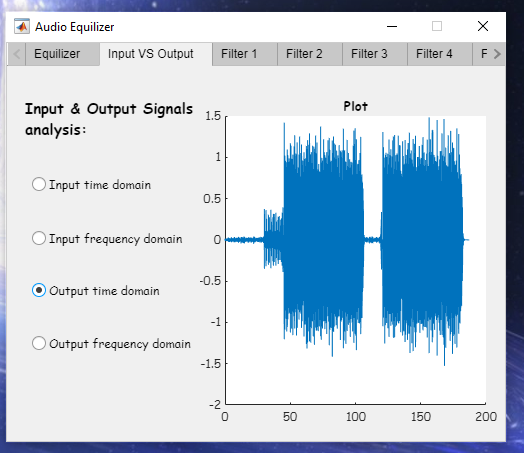 Audio Equilizer
Equilizer
Input VS Output
Filter 1
Filter 2
Filter 3
Filter 4
F
Input & Output Signals
analysis:
Input time domain
Input frequency domain
Output time domain
Output frequency domain
Plot
1.5
1
0.5
0
-0.5
-1
-1.5
-2
0
50
100
150
200